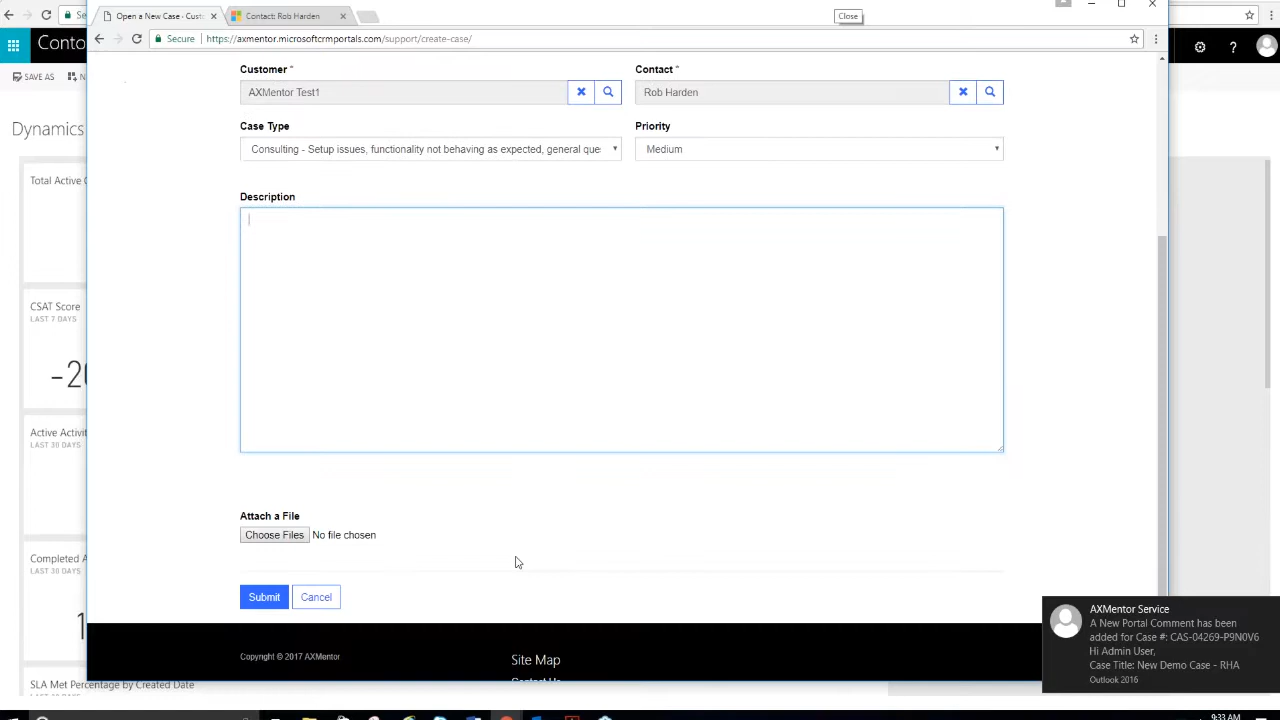 Close
Open a New Case - Custo
Contact: Rob Harden
Secure
https://axmentor.microsoftcrmportals.com/support/create-case/
Conto
SAVE AS
Dynamics
Total Active
CSAT Score
LAST 7 DAYS
-20
Active Activit
LAST 30 DAYS
Completed A
LAST 30 DAYS
SLA Met Percentage by Created Date
Customer *
Contact *
AXMentor Test1
Rob Harden
Case Type
Priority
Consulting - Setup issues, functionality not behaving as expected, general que
Medium
Description
Attach a File
Choose Files No file chosen
Submit
Cancel
Copyright © 2017 AXMentor
Site Map
Contact Us
AXMentor Service
A New Portal Comment has been
added for Case #: CAS-04269-P9N0V6
Hi Admin User,
Case Title: New Demo Case - RHA
Outlook 2016
9:33 AM